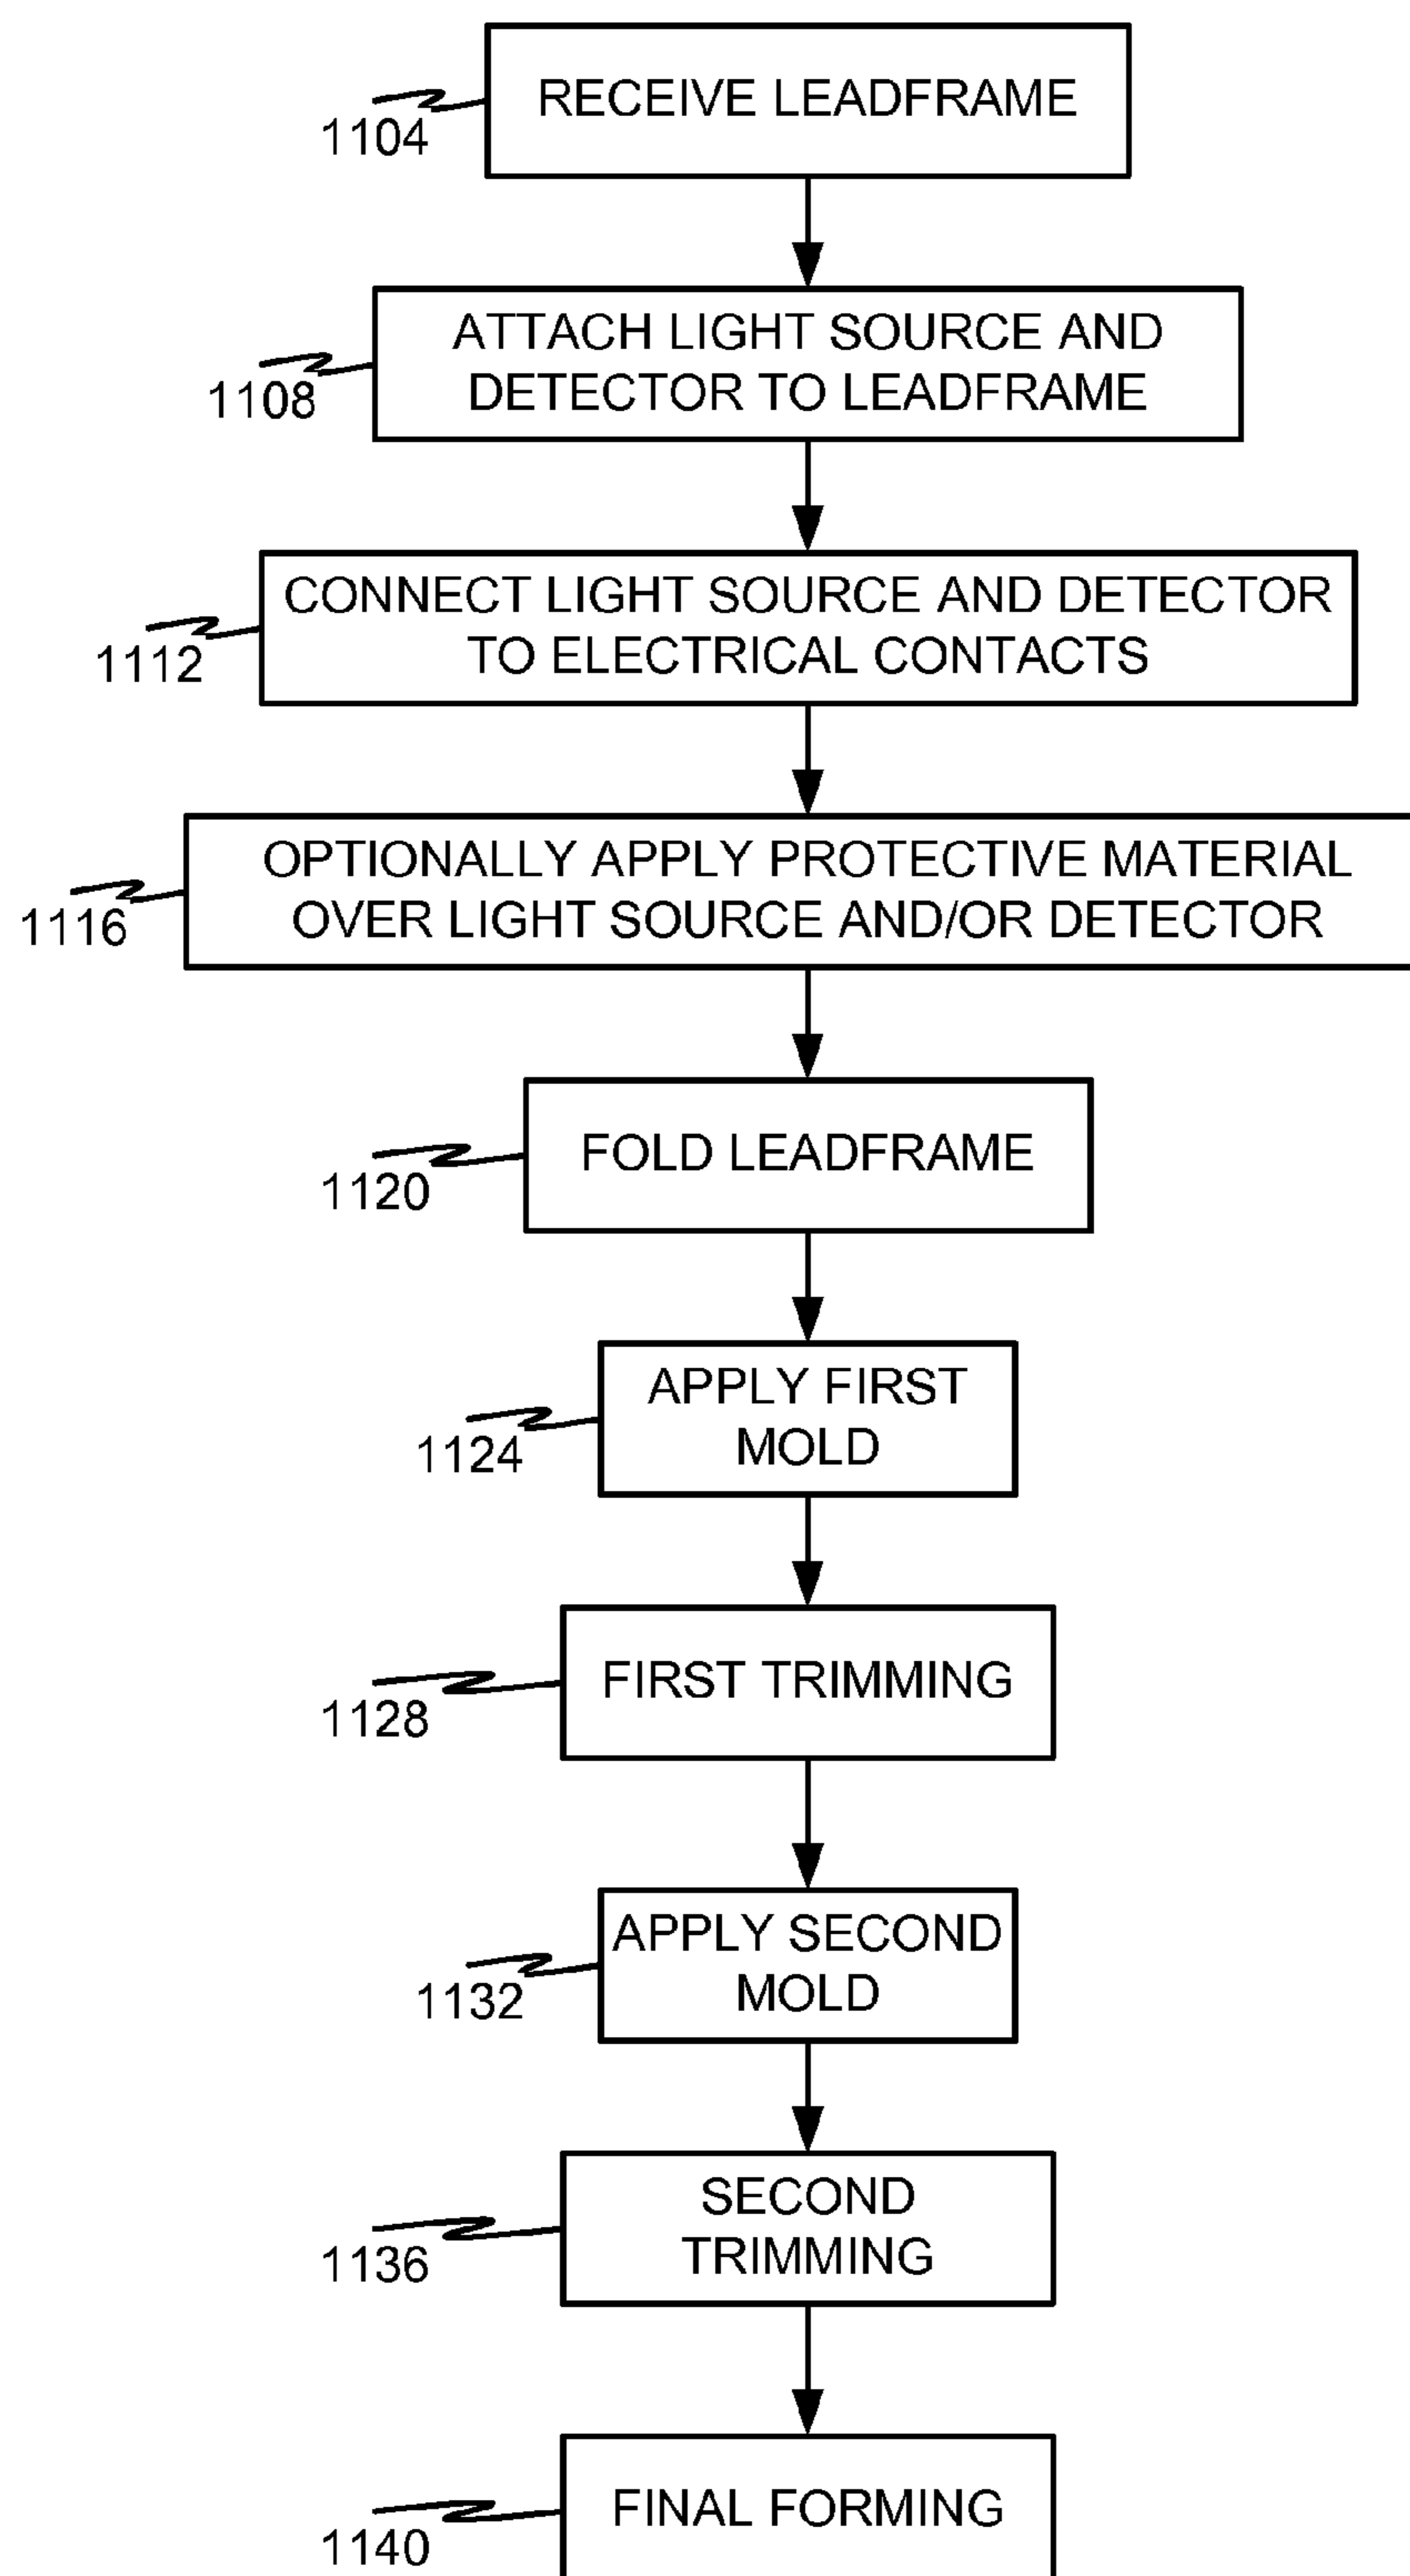 RECEIVE LEADFRAME
1104
ATTACH LIGHT SOURCE AND
DETECTOR TO LEADFRAME
1108
CONNECT LIGHT SOURCE AND DETECTOR
TO ELECTRICAL CONTACTS
1112
OPTIONALLY APPLY PROTECTIVE MATERIAL
OVER LIGHT SOURCE AND/OR DETECTOR
1116
FOLD LEADFRAME
1120
APPLY FIRST
MOLD
1124
FIRST TRIMMING
1128
APPLY SECOND
MOLD
1132
SECOND
TRIMMING
1136
FINAL FORMING
1140